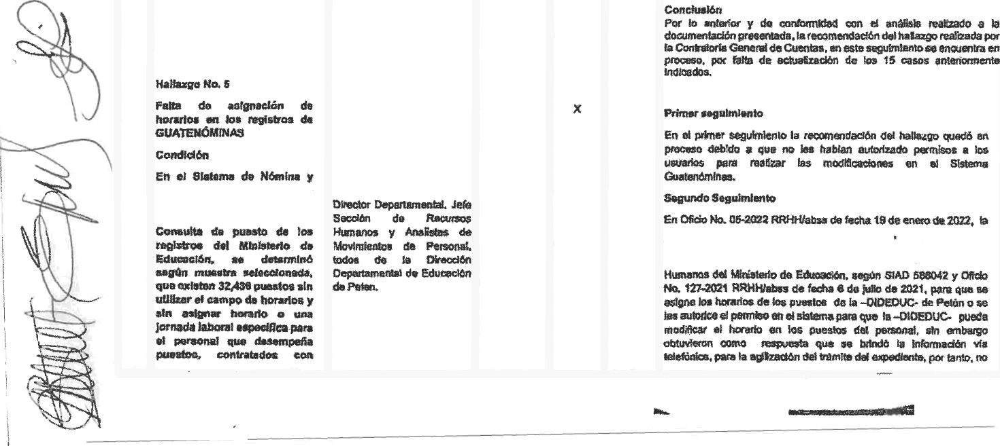 Conclusión
Por lo anterior y de conformidad con el análisis realizado a la
documentación presentada, la recomendación del hallazgo realizada por
la Contraloría General de Cuentas, en este seguimiento se encuentra en
proceso, por falta de actualización de los 15 casos anteriormente
indicados.
Hallazgo No. 5
Falta de asignación de
horarios en los registros de
GUATENÓMINAS
Condición
En el Sistema de Nómina y
Consulta de puesto de los
registros del Ministerio de
Educación, se determinó
según muestra seleccionada,
que existen 32,436 puestos sin
utilizar el campo de horarios y
sin asignar horario o una
jornada laboral específica para
el personal que desempeña
puestos, contratados con
Director Departamental, Jefe
Sección de Recursos
Humanos y Analistas de
Movimientos de Personal,
todos de la Dirección
Departamental de Educación
de Peten.
X
Primer seguimiento
En el primer seguimiento la recomendación del hallazgo quedó en
proceso debido a que no les habían autorizado permisos a los
usuarios para realizar las modificaciones en el Sistema
Guatenóminas.
Segundo Seguimiento
En Oficio No. 05-2022 RRHH/abss de fecha 19 de enero de 2022, la
Humanos del Ministerio de Educación, según SIAD 588042 y Oficio
No. 127-2021 RRHH/abss de fecha 6 de julio de 2021, para que se
asigne los horarios de los puestos de la –DIDEDUC- de Petén o se
les autorice el permiso en el sistema para que la –DIDEDUC- pueda
modificar el horario en los puestos del personal, sin embargo
obtuvieron como respuesta que se brindó la información vía
telefónica, para la agilización del trámite del expediente, por tanto, no